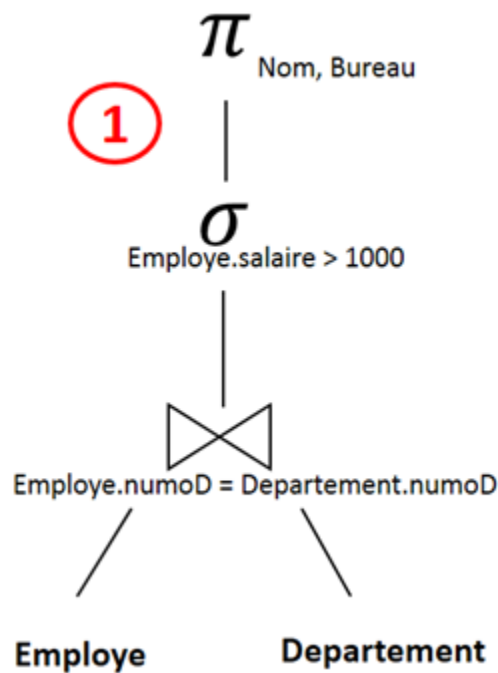 π
Nom, Bureau
1
σ
Employe.salaire > 1000
Employe.numoD = Departement.numoD
Employe
Departement